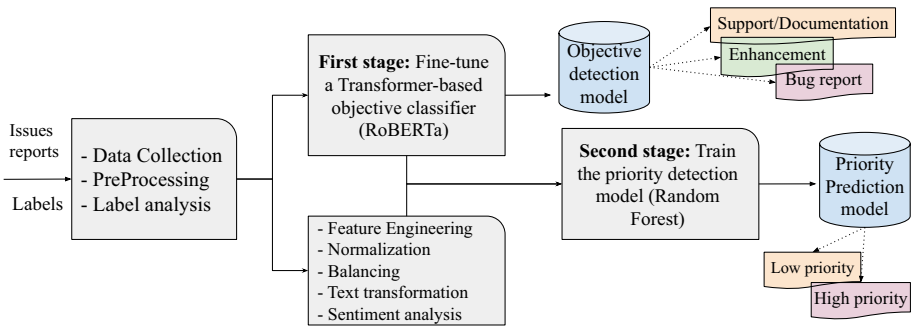 Issues
reports
Labels
- Data Collection
- PreProcessing
- Label analysis
First stage: Fine-tune
a Transformer-based
objective classifier
(RoBERTa)
- Feature Engineering
- Normalization
- Balancing
- Text transformation
- Sentiment analysis
Objective
detection
model
Support/Documentation
Enhancement
Bug report
Second stage: Train
the priority detection
model (Random
Forest)
Priority
Prediction
model
Low priority
High priority